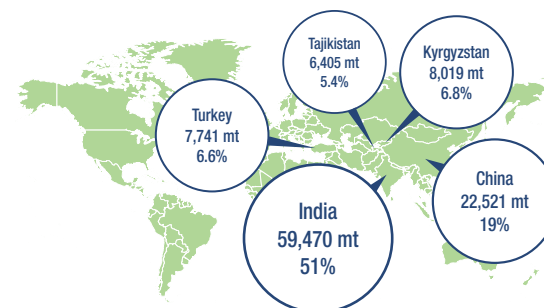 Tajikistan
6,405 mt
5.4%
Kyrgyzstan
8,019 mt
6.8%
Turkey
7,741 mt
6.6%
China
22,521 mt
19%
India
59,470 mt
51%